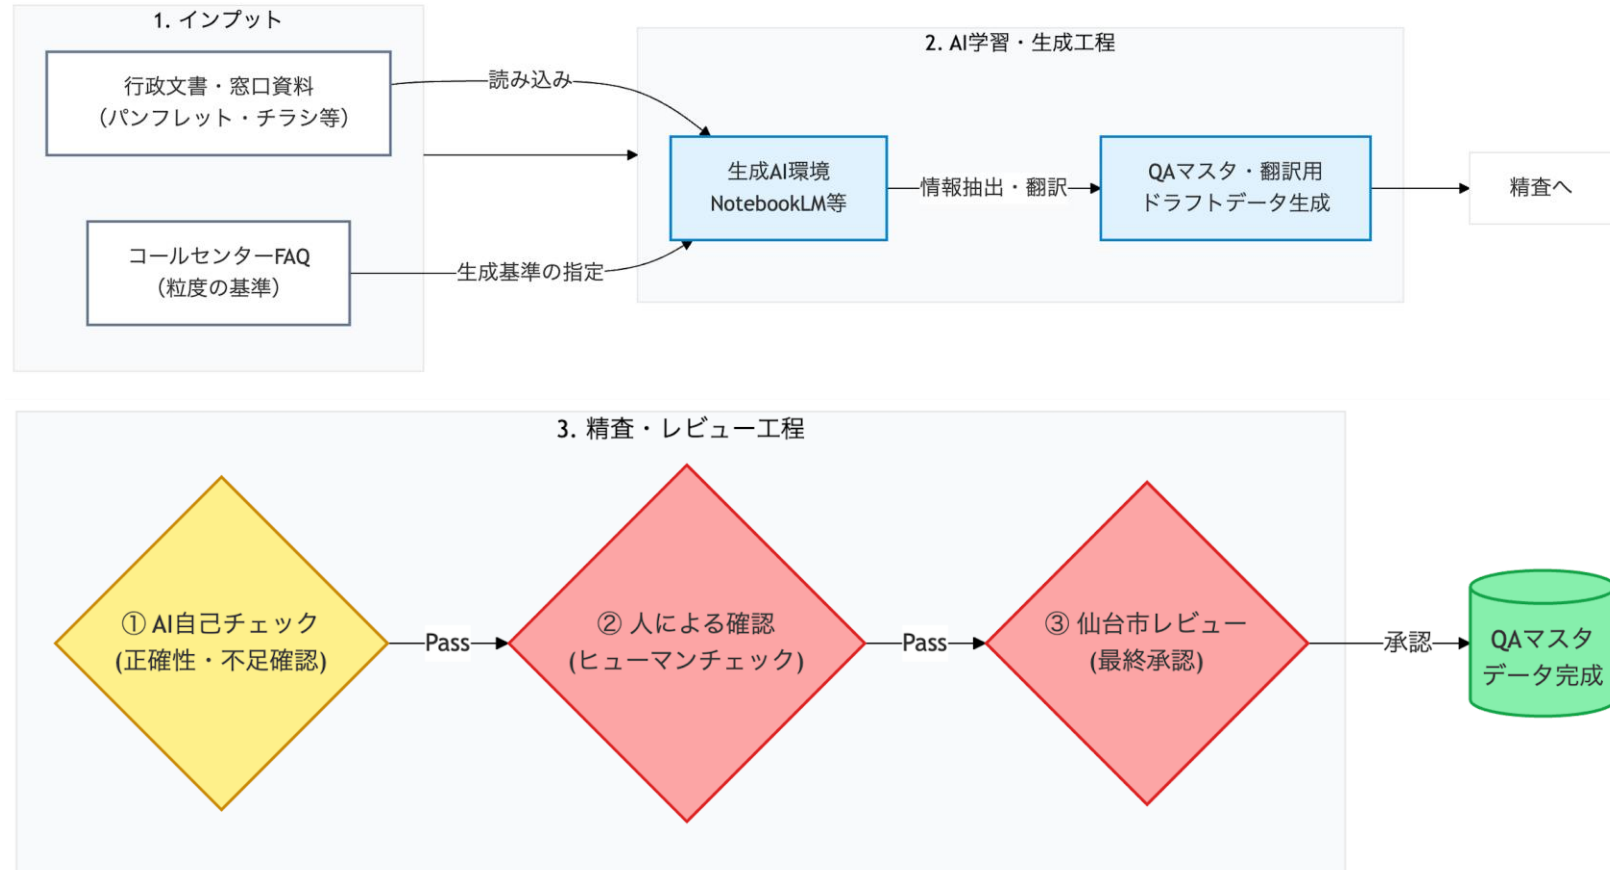 1. インプット
行政文書・窓口資料
（パンフレット・チラシ等）
コールセンターFAQ
（粒度の基準）
読み込み
生成基準の指定
2. AI学習・生成工程
生成AI環境
NotebookLM等
情報抽出・翻訳
QAマスタ・翻訳用
ドラフトデータ生成
精査へ
3. 精査・レビュー工程
① AI自己チェック
(正確性・不足確認)
Pass
② 人による確認
(ヒューマンチェック)
Pass
③ 仙台市レビュー
(最終承認)
承認
QAマスタ
データ完成